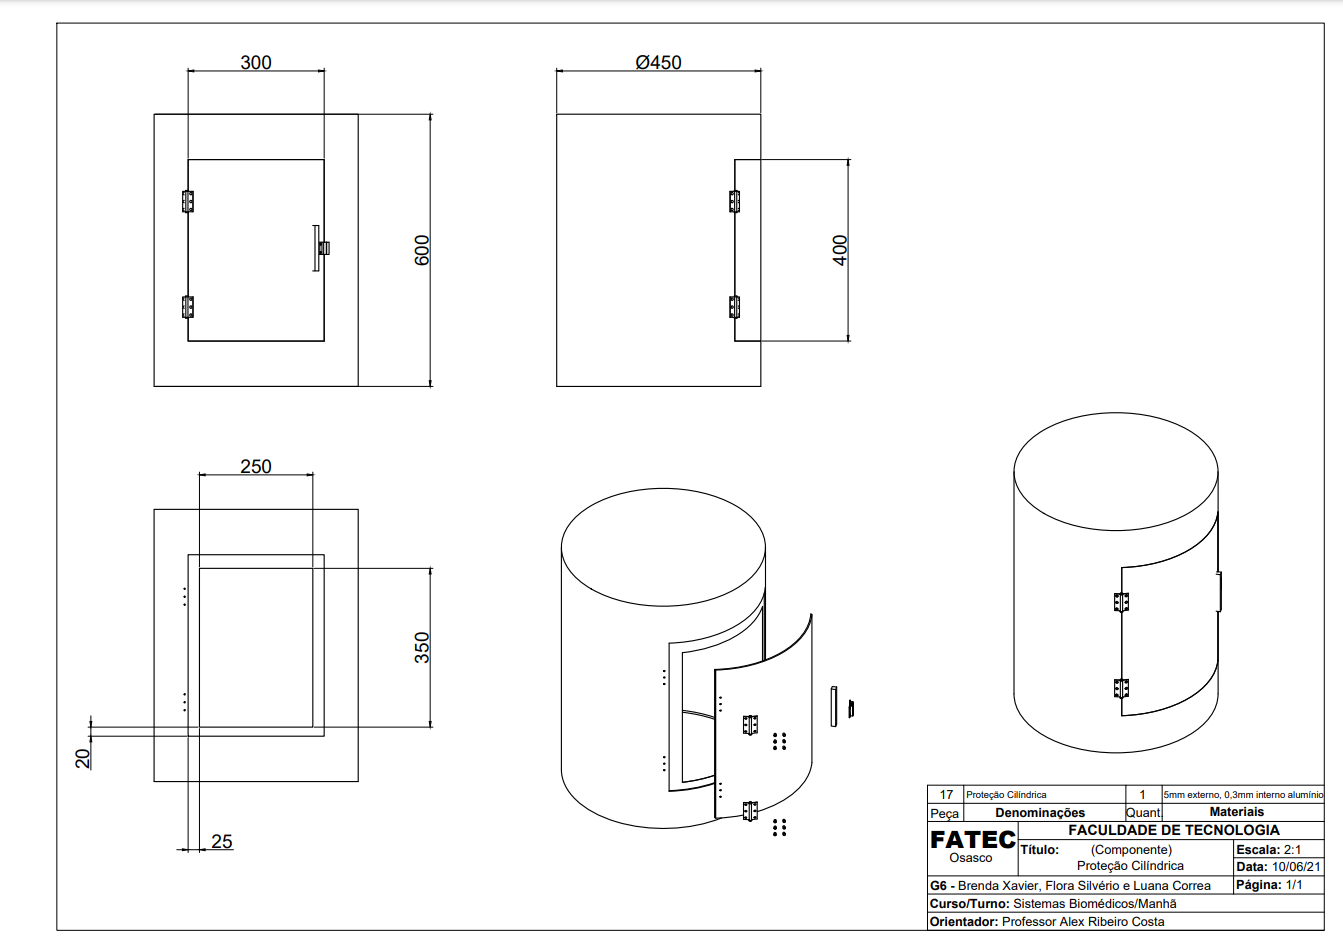 300
Ø450
600
400
250
350
20
25
17 Proteção Cilíndrica 1 5mm externo, 0,3mm interno alumínio
Peça Denominações Quant. Materiais
FATEC
Osasco
FACULDADE DE TECNOLOGIA
Título: (Componente)
Proteção Cilíndrica
Escala: 2:1
Data: 10/06/21
G6 - Brenda Xavier, Flora Silvério e Luana Correa
Página: 1/1
Curso/Turno: Sistemas Biomédicos/Manhã
Orientador: Professor Alex Ribeiro Costa